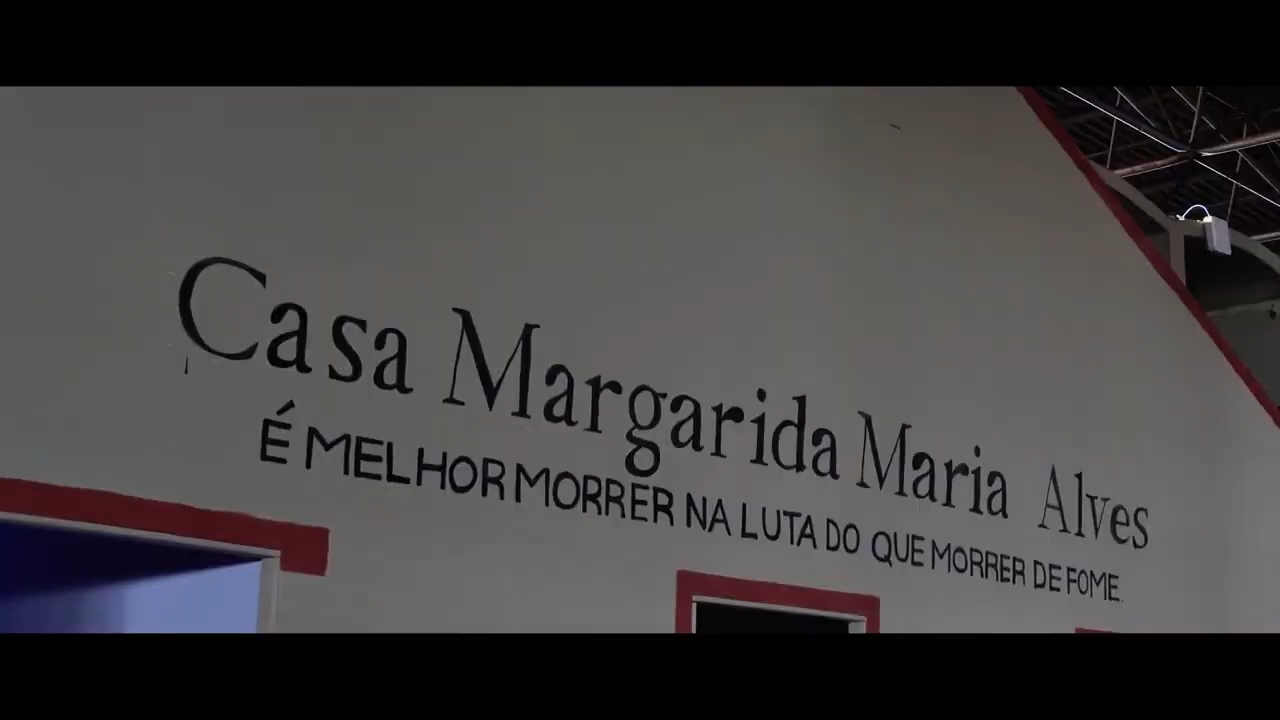 Casa Margarida Maria Alves
É MELHOR MORRER NA LUTA DO QUE MORRER DE FOME.